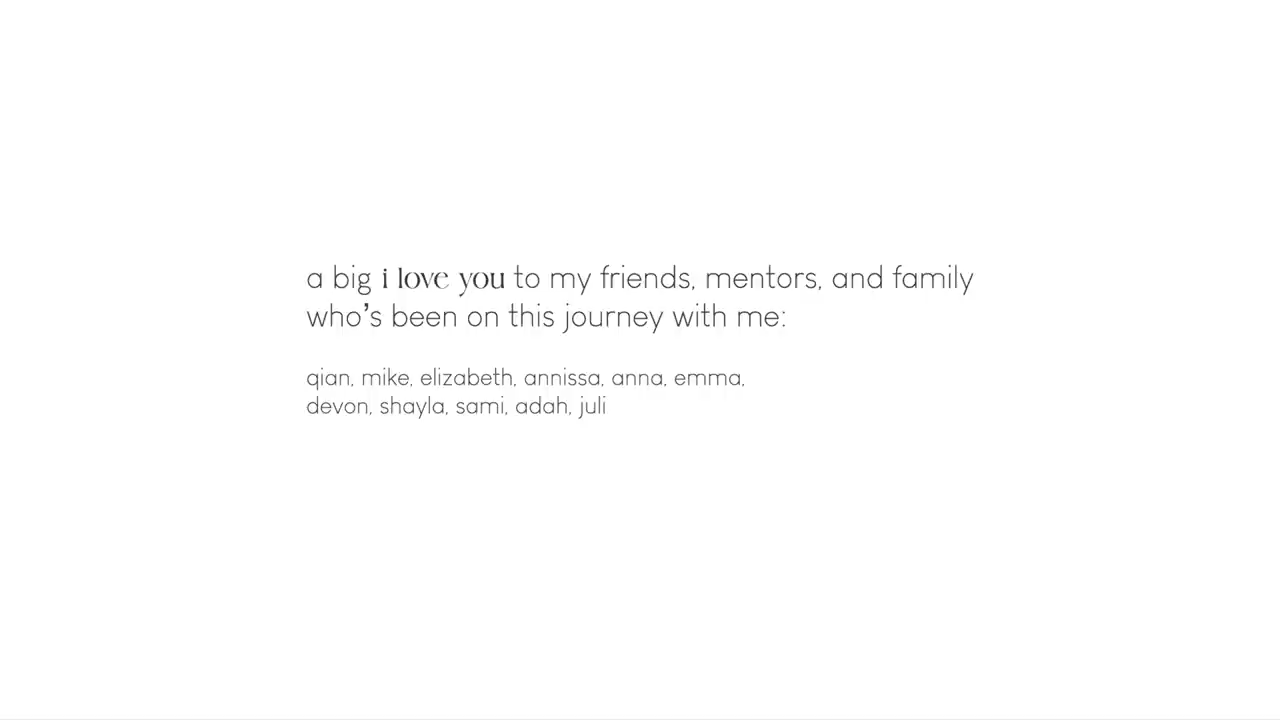 a big i love you to my friends, mentors, and family
who's been on this journey with me:
qian, mike, elizabeth, annissa, anna, emma,
devon, shayla, sami, adah, juli